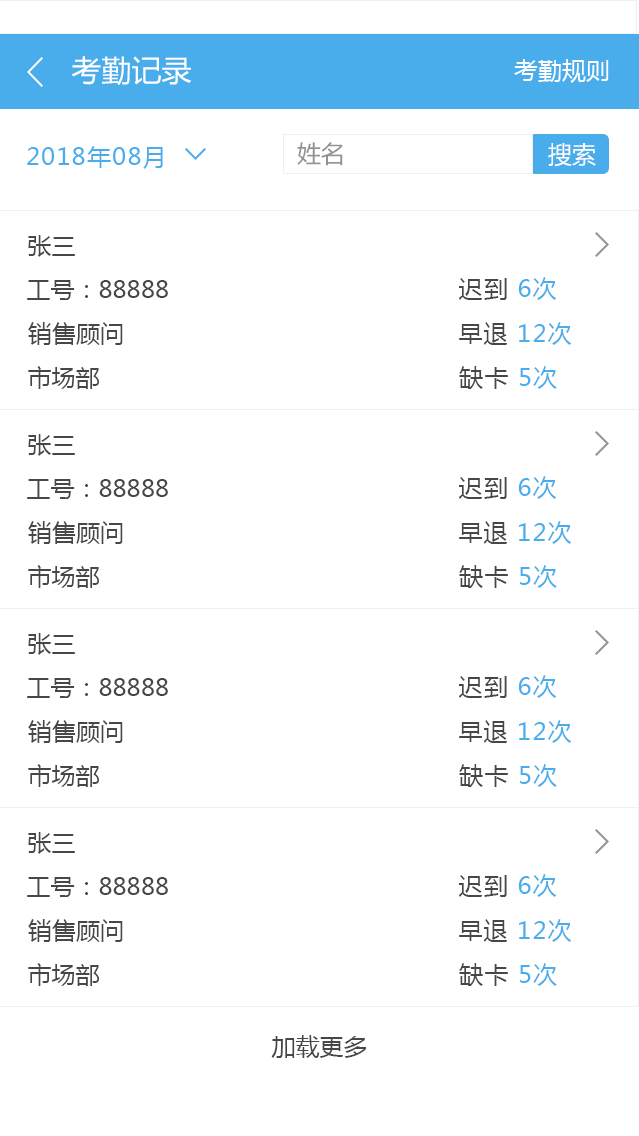 考勤记录 考勤规则
2018年08月 姓名 搜索
张三
工号：88888 迟到 6次
销售顾问 早退 12次
市场部 缺卡 5次
张三
工号：88888 迟到 6次
销售顾问 早退 12次
市场部 缺卡 5次
张三
工号：88888 迟到 6次
销售顾问 早退 12次
市场部 缺卡 5次
张三
工号：88888 迟到 6次
销售顾问 早退 12次
市场部 缺卡 5次
加载更多